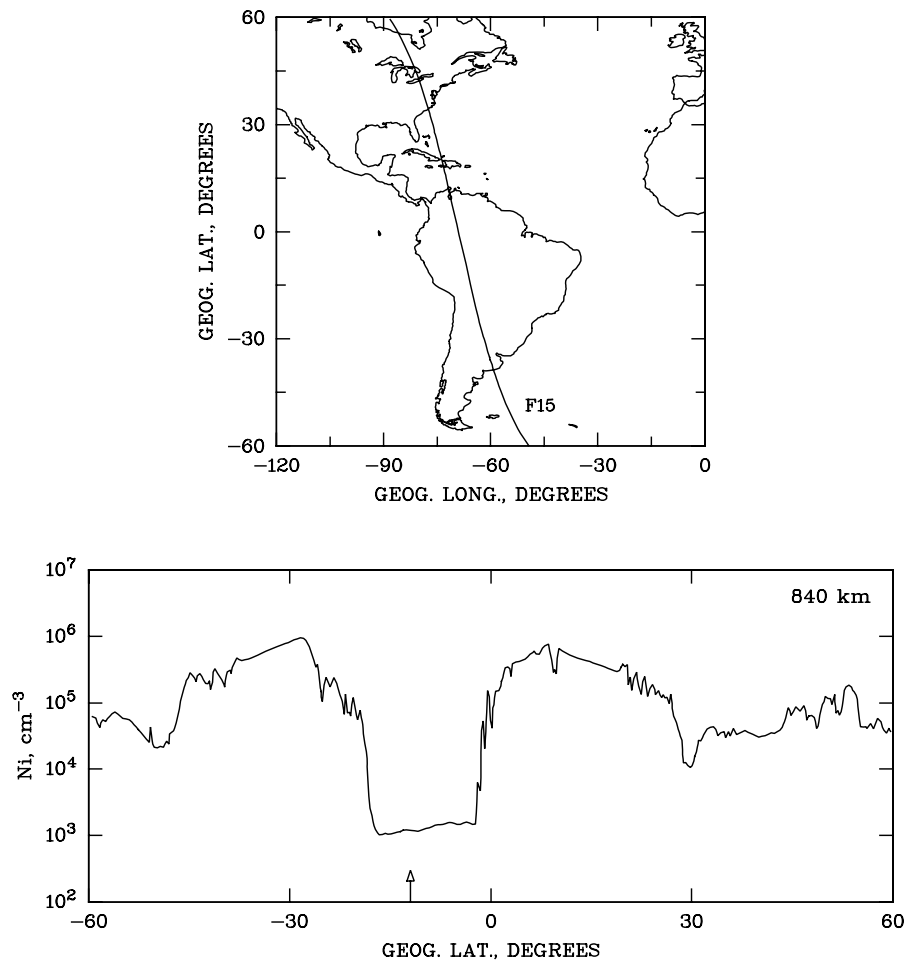 60
30
0
−30
−60
GEOG. LAT., DEGREES
F15
−120 −90 −60 −30 0
GEOG. LONG., DEGREES
10^7
10^6
10^5
10^4
10^3
10^2
Ni, cm^−3
840 km
−60 −30 0 30 60
GEOG. LAT., DEGREES